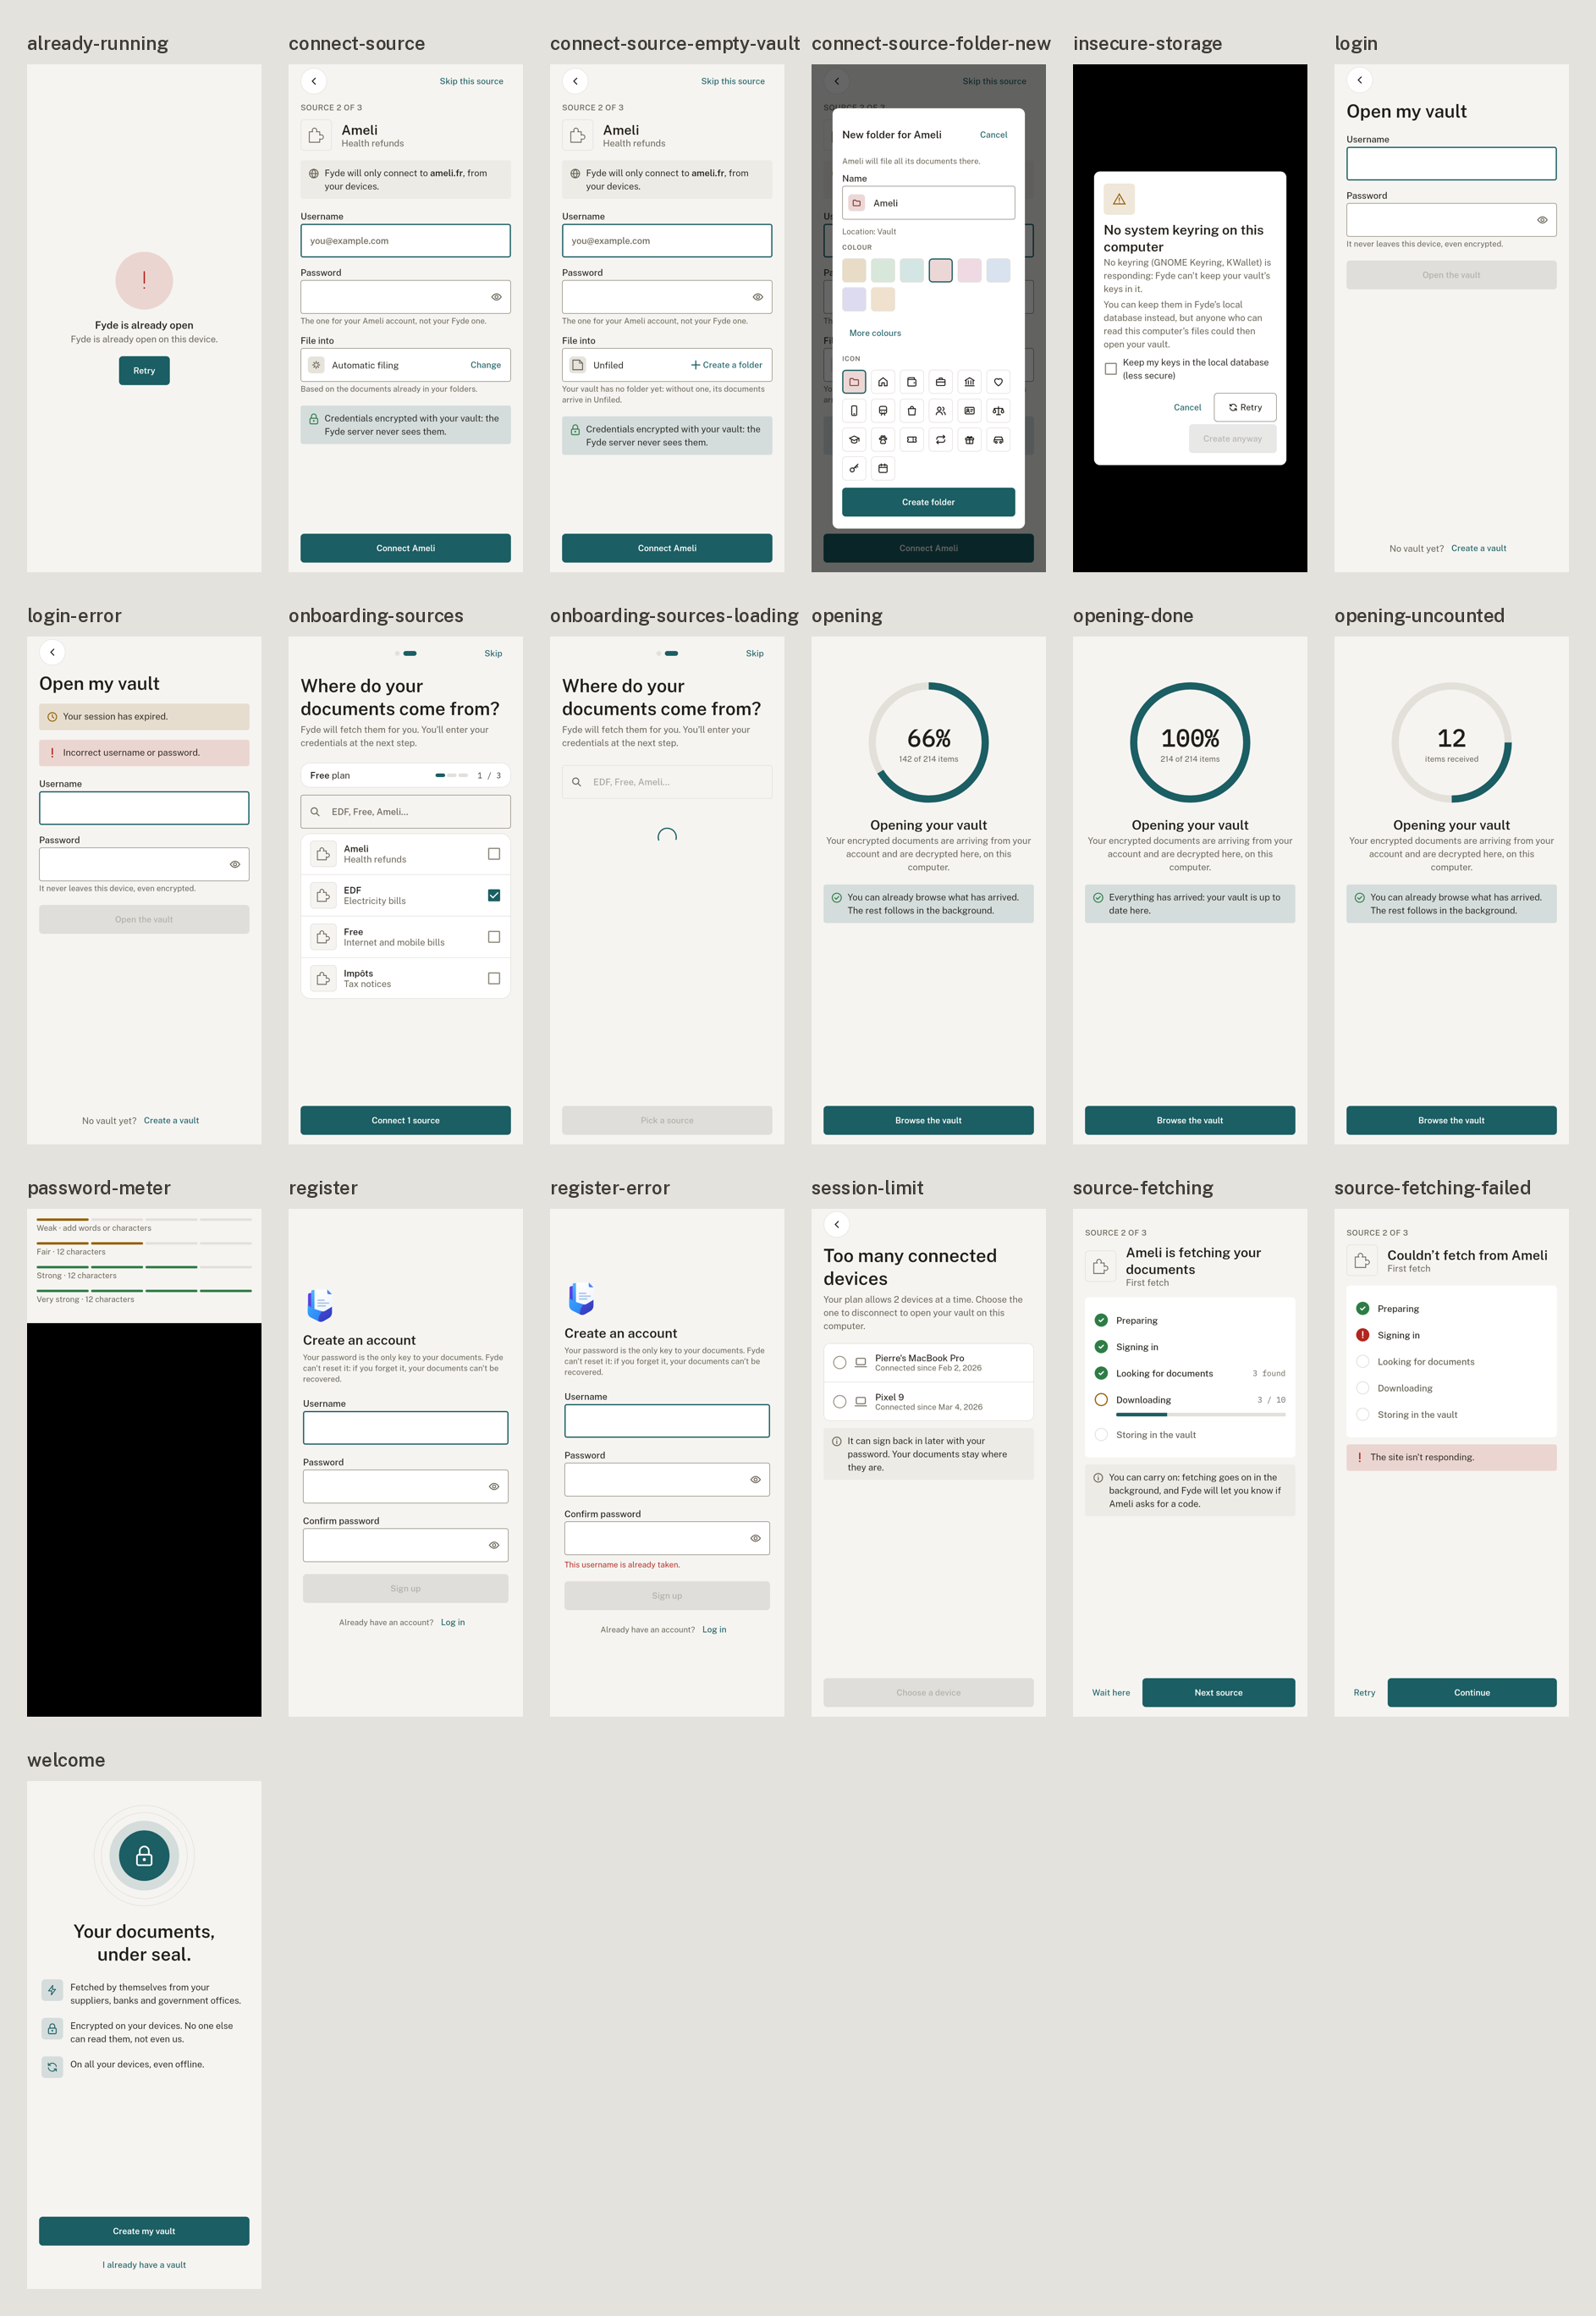 already-running
Fyde is already open
Fyde is already open on this device.
Retry
connect-source
Skip this source
SOURCE 2 OF 3
Ameli
Health refunds
Fyde will only connect to ameli.fr, from
your devices.
Username
you@example.com
Password
The one for your Ameli account, not your Fyde one.
File into
Automatic filing
Change
Based on the documents already in your folders.
Credentials encrypted with your vault: the
Fyde server never sees them.
Connect Ameli
connect-source-empty-vault
Skip this source
SOURCE 2 OF 3
Ameli
Health refunds
Fyde will only connect to ameli.fr, from
your devices.
Username
you@example.com
Password
The one for your Ameli account, not your Fyde one.
File into
Unfiled
Create a folder
Your vault has no folder yet: without one, its documents
arrive in Unfiled.
Credentials encrypted with your vault: the
Fyde server never sees them.
Connect Ameli
connect-source-folder-new
Skip this source
SOURCE 2 OF 3
New folder for Ameli
Cancel
Ameli will file all its documents there.
Name
Ameli
Location: Vault
COLOUR
More colours
ICON
Create folder
Connect Ameli
insecure-storage
No system keyring on this
computer
No keyring (GNOME Keyring, KWallet) is
responding: Fyde can't keep your vault's
keys in it.
You can keep them in Fyde's local
database instead, but anyone who can
read this computer's files could then
open your vault.
Keep my keys in the local database
(less secure)
Cancel
Retry
Create anyway
login
Open my vault
Username
Password
It never leaves this device, even encrypted.
Open the vault
No vault yet? Create a vault
login-error
Open my vault
Your session has expired.
Incorrect username or password.
Username
Password
It never leaves this device, even encrypted.
Open the vault
No vault yet? Create a vault
onboarding-sources
Skip
Where do your
documents come from?
Fyde will fetch them for you. You'll enter your
credentials at the next step.
Free plan
1 / 3
EDF, Free, Ameli…
Ameli
Health refunds
EDF
Electricity bills
Free
Internet and mobile bills
Impôts
Tax notices
Connect 1 source
onboarding-sources-loading
Skip
Where do your
documents come from?
Fyde will fetch them for you. You'll enter your
credentials at the next step.
EDF, Free, Ameli…
Pick a source
opening
66%
142 of 214 items
Opening your vault
Your encrypted documents are arriving from your
account and are decrypted here, on this
computer.
You can already browse what has arrived.
The rest follows in the background.
Browse the vault
opening-done
100%
214 of 214 items
Opening your vault
Your encrypted documents are arriving from your
account and are decrypted here, on this
computer.
Everything has arrived: your vault is up to
date here.
Browse the vault
opening-uncounted
12
items received
Opening your vault
Your encrypted documents are arriving from your
account and are decrypted here, on this
computer.
You can already browse what has arrived.
The rest follows in the background.
Browse the vault
password-meter
Weak · add words or characters
Fair · 12 characters
Strong · 12 characters
Very strong · 12 characters
register
Create an account
Your password is the only key to your documents. Fyde
can't reset it: if you forget it, your documents can't be
recovered.
Username
Password
Confirm password
Sign up
Already have an account? Log in
register-error
Create an account
Your password is the only key to your documents. Fyde
can't reset it: if you forget it, your documents can't be
recovered.
Username
Password
Confirm password
This username is already taken.
Sign up
Already have an account? Log in
session-limit
Too many connected
devices
Your plan allows 2 devices at a time. Choose the
one to disconnect to open your vault on this
computer.
Pierre's MacBook Pro
Connected since Feb 2, 2026
Pixel 9
Connected since Mar 4, 2026
It can sign back in later with your
password. Your documents stay where
they are.
Choose a device
source-fetching
SOURCE 2 OF 3
Ameli is fetching your
documents
First fetch
Preparing
Signing in
Looking for documents
3 found
Downloading
3 / 10
Storing in the vault
You can carry on: fetching goes on in the
background, and Fyde will let you know if
Ameli asks for a code.
Wait here
Next source
source-fetching-failed
SOURCE 2 OF 3
Couldn't fetch from Ameli
First fetch
Preparing
Signing in
Looking for documents
Downloading
Storing in the vault
The site isn't responding.
Retry
Continue
welcome
Your documents,
under seal.
Fetched by themselves from your
suppliers, banks and government offices.
Encrypted on your devices. No one else
can read them, not even us.
On all your devices, even offline.
Create my vault
I already have a vault